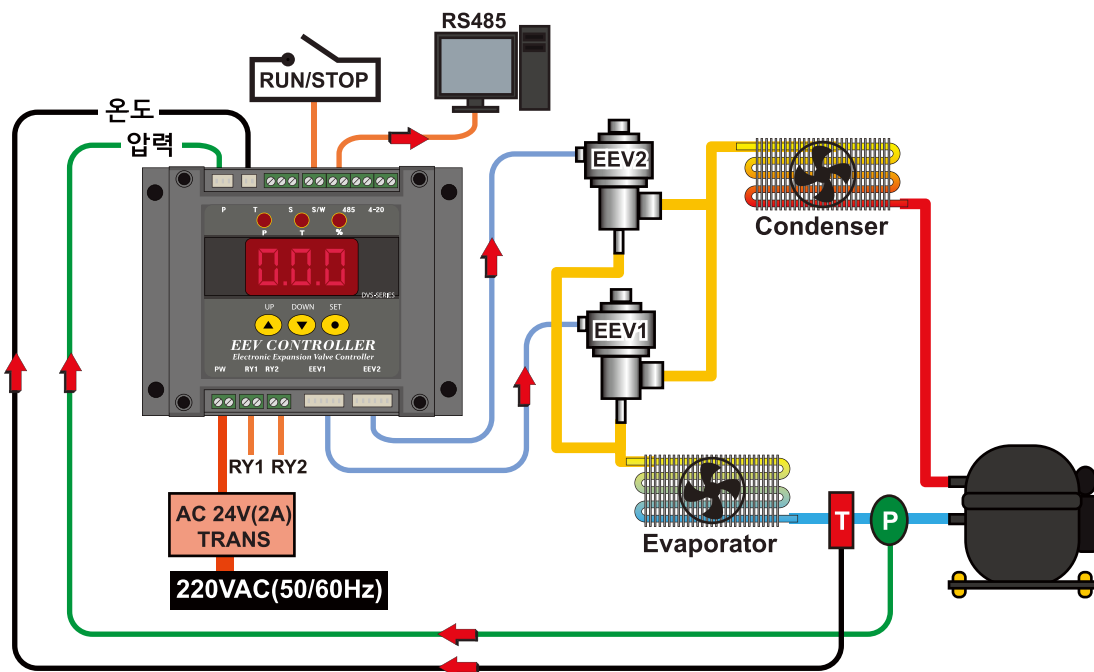 RS485
RUN/STOP
온도
압력
P T S S/W 485 4-20
P T %
0.0.0
DVS-SERIES
UP DOWN SET
EEV CONTROLLER
Electronic Expansion Valve Controller
PW RY1 RY2 EEV1 EEV2
RY1 RY2
AC 24V(2A)
TRANS
220VAC(50/60Hz)
EEV2
EEV1
Condenser
Evaporator
T
P